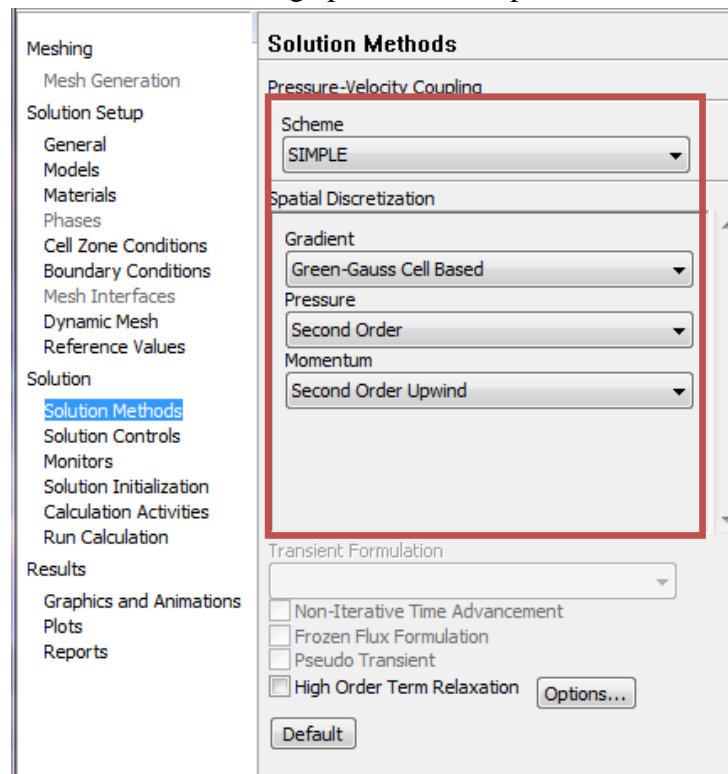 Meshing
Mesh Generation
Solution Setup
General
Models
Materials
Phases
Cell Zone Conditions
Boundary Conditions
Mesh Interfaces
Dynamic Mesh
Reference Values
Solution
Solution Methods
Solution Controls
Monitors
Solution Initialization
Calculation Activities
Run Calculation
Results
Graphics and Animations
Plots
Reports
Solution Methods
Pressure-Velocity Coupling
Scheme
SIMPLE
Spatial Discretization
Gradient
Green-Gauss Cell Based
Pressure
Second Order
Momentum
Second Order Upwind
Transient Formulation
Non-Iterative Time Advancement
Frozen Flux Formulation
Pseudo Transient
High Order Term Relaxation Options...
Default